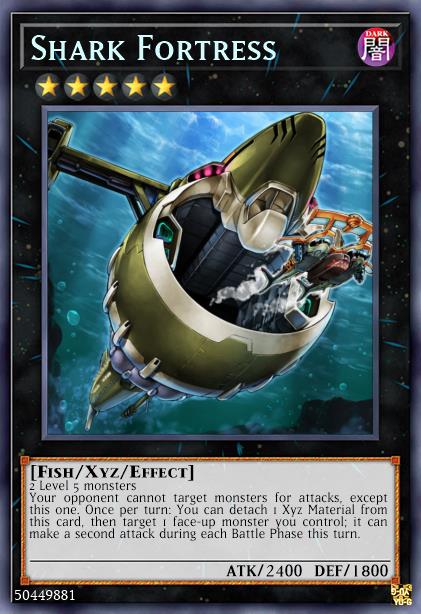 Shark Fortress
DARK
闇
[Fish/Xyz/Effect]
2 Level 5 monsters
Your opponent cannot target monsters for attacks, except
this one. Once per turn: You can detach 1 Xyz Material from
this card, then target 1 face-up monster you control; it can
make a second attack during each Battle Phase this turn.
ATK/2400 DEF/1800
50449881